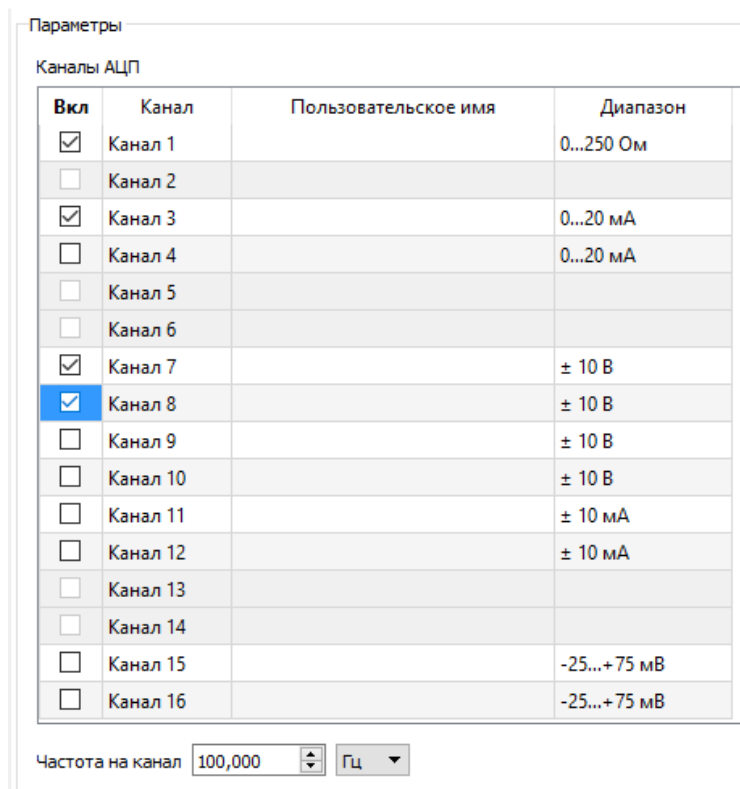 Параметры
Каналы АЦП
Вкл Канал Пользовательское имя Диапазон
Канал 1 0...250 Ом
Канал 2
Канал 3 0...20 мА
Канал 4 0...20 мА
Канал 5
Канал 6
Канал 7 ± 10 В
Канал 8 ± 10 В
Канал 9 ± 10 В
Канал 10 ± 10 В
Канал 11 ± 10 мА
Канал 12 ± 10 мА
Канал 13
Канал 14
Канал 15 -25...+75 мВ
Канал 16 -25...+75 мВ
Частота на канал 100,000 Гц